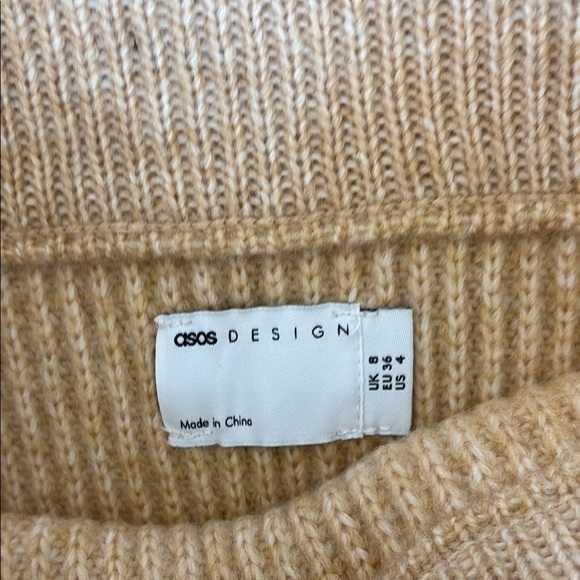 asos DESIGN
Made in China
UK 8
EU 36
US 4